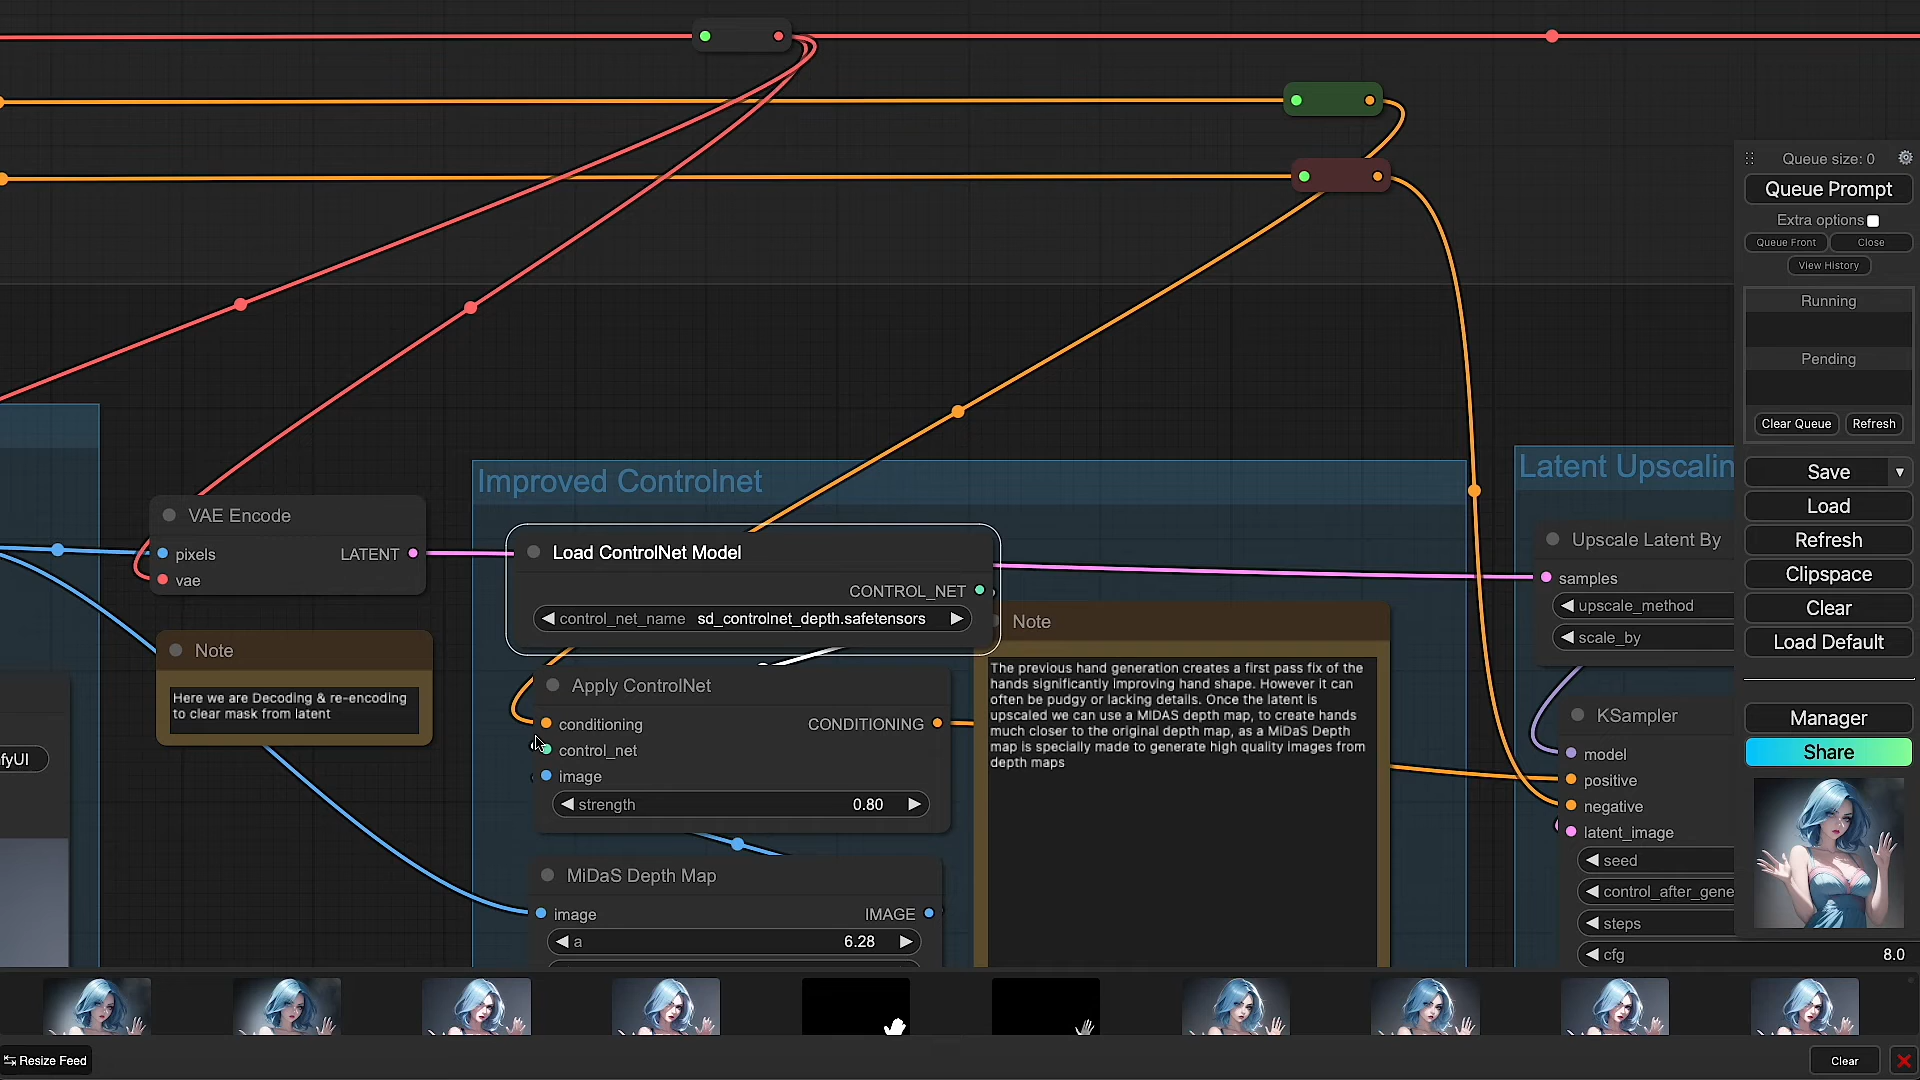 Queue size: 0
Queue Prompt
Extra options
Queue Front
Close
View History
Running
Pending
Clear Queue
Refresh
Save
Load
Refresh
Clipspace
Clear
Load Default
Manager
Share
VAE Encode
pixels
LATENT
vae
Note
Here we are Decoding & re-encoding
to clear mask from latent
fyUI
Improved Controlnet
Load ControlNet Model
CONTROL_NET
control_net_name sd_controlnet_depth.safetensors
Apply ControlNet
conditioning
CONDITIONING
control_net
image
strength 0.80
MiDaS Depth Map
image
IMAGE
a 6.28
Note
The previous hand generation creates a first pass fix of the
hands significantly improving hand shape. However it can
often be pudgy or lacking details. Once the latent is
upscaled we can use a MIDAS depth map, to create hands
much closer to the original depth map, as a MiDaS Depth
map is specially made to generate high quality images from
depth maps
Latent Upscalin
Upscale Latent By
samples
upscale_method
scale_by
KSampler
model
positive
negative
latent_image
seed
control_after_gene
steps
cfg 8.0
Resize Feed
Clear